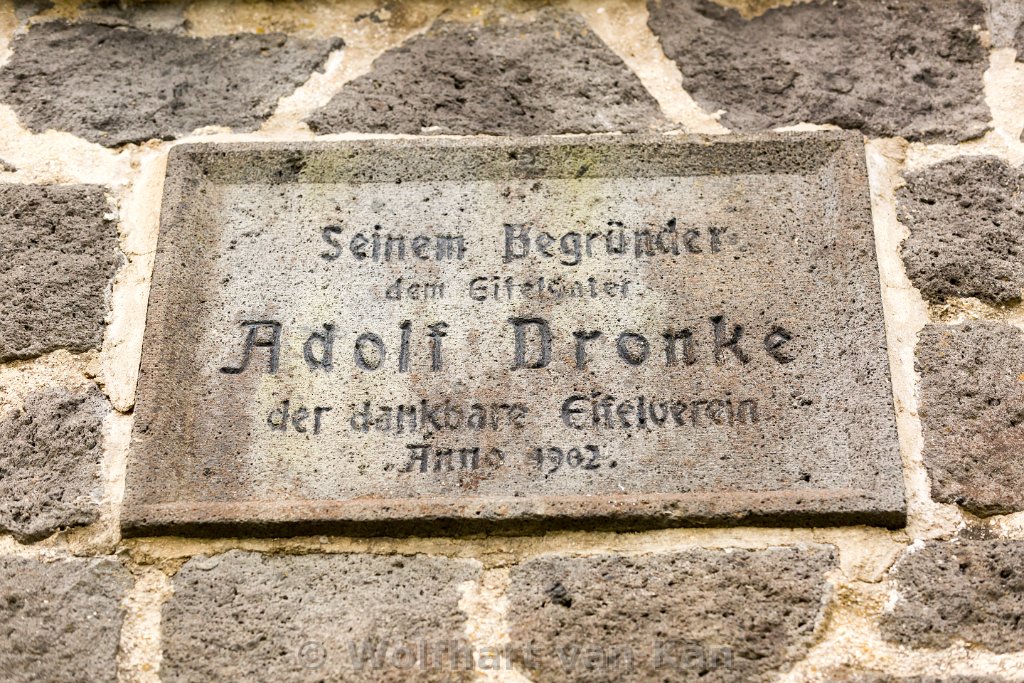 Seinem Begründer
dem Eifelvater
Adolf Dronke
der dankbare Eifelverein
Anno 1902.
© Wolfhart van Kan